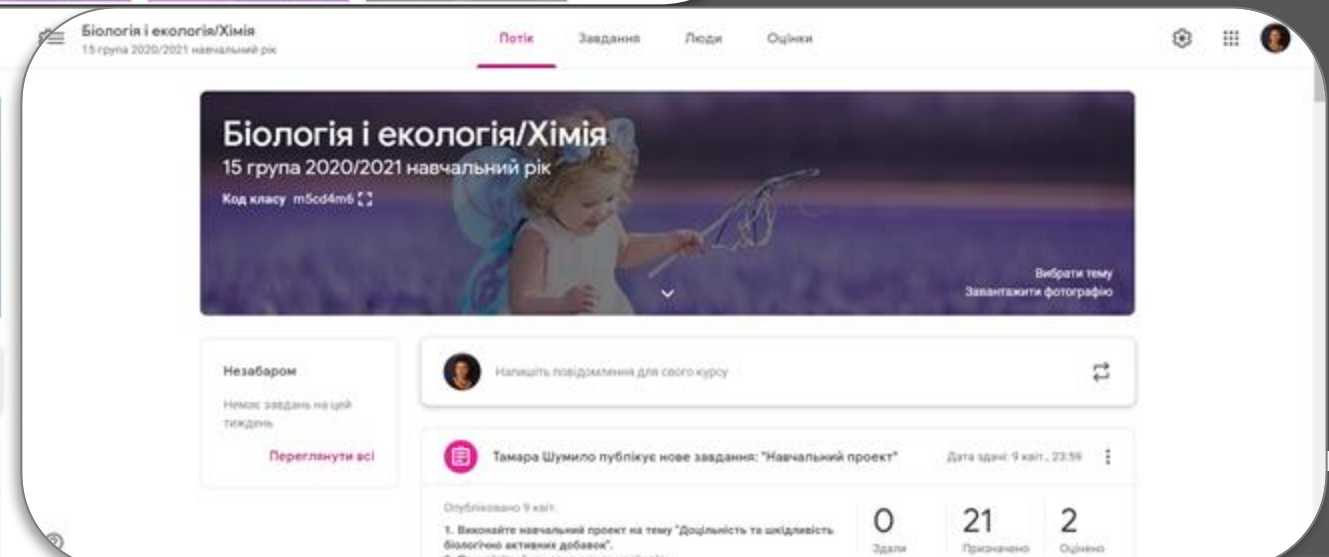 Біологія і екологія/Хімія
15 група 2020/2021 навчальний рік
Потік Завдання Люди Оцінки
Біологія і екологія/Хімія
15 група 2020/2021 навчальний рік
Код класу m5cd4m6
Вибрати тему
Завантажити фотографію
Незабаром
Немає завдань на цей
тиждень
Переглянути всі
Напишіть повідомлення для свого курсу
Тамара Шумило публікує нове завдання: "Навчальний проект" Дата здачі: 9 квіт., 23:59
Опубліковано 9 квіт.
1. Виконайте навчальний проект на тему "Доцільність та шкідливість
біологічно активних добавок".
0 21 2
Здали Призначено Оцінено